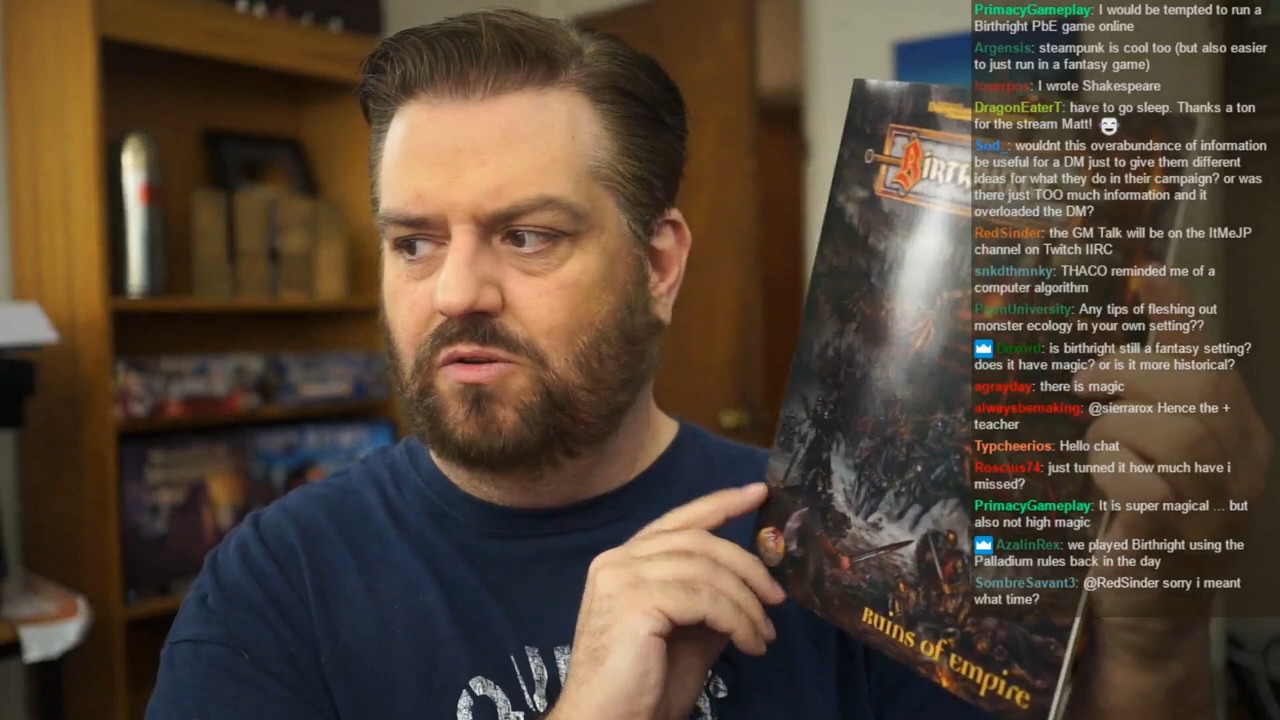 PrimacyGameplay: I would be tempted to run a
Birthright PbE game online
Argensis: steampunk is cool too (but also easier
to just run in a fantasy game)
: I wrote Shakespeare
DragonEaterT: have to go sleep. Thanks a ton
for the stream Matt!
Sod_: wouldnt this overabundance of information
be useful for a DM just to give them different
ideas for what they do in their campaign? or was
there just TOO much information and it
overloaded the DM?
RedSinder: the GM Talk will be on the ItMeJP
channel on Twitch IIRC
snkdthmnky: THACO reminded me of a
computer algorithm
: Any tips of fleshing out
monster ecology in your own setting??
: is birthright still a fantasy setting?
does it have magic? or is it more historical?
agrayday: there is magic
alwaysbemaking: @sierrarox Hence the +
teacher
Typcheerios: Hello chat
Roscius74: just tunned it how much have i
missed?
PrimacyGameplay: It is super magical ... but
also not high magic
AzalinRex: we played Birthright using the
Palladium rules back in the day
SombreSavant3: @RedSinder sorry i meant
what time?
BIRTH
RUINS OF EMPIRE